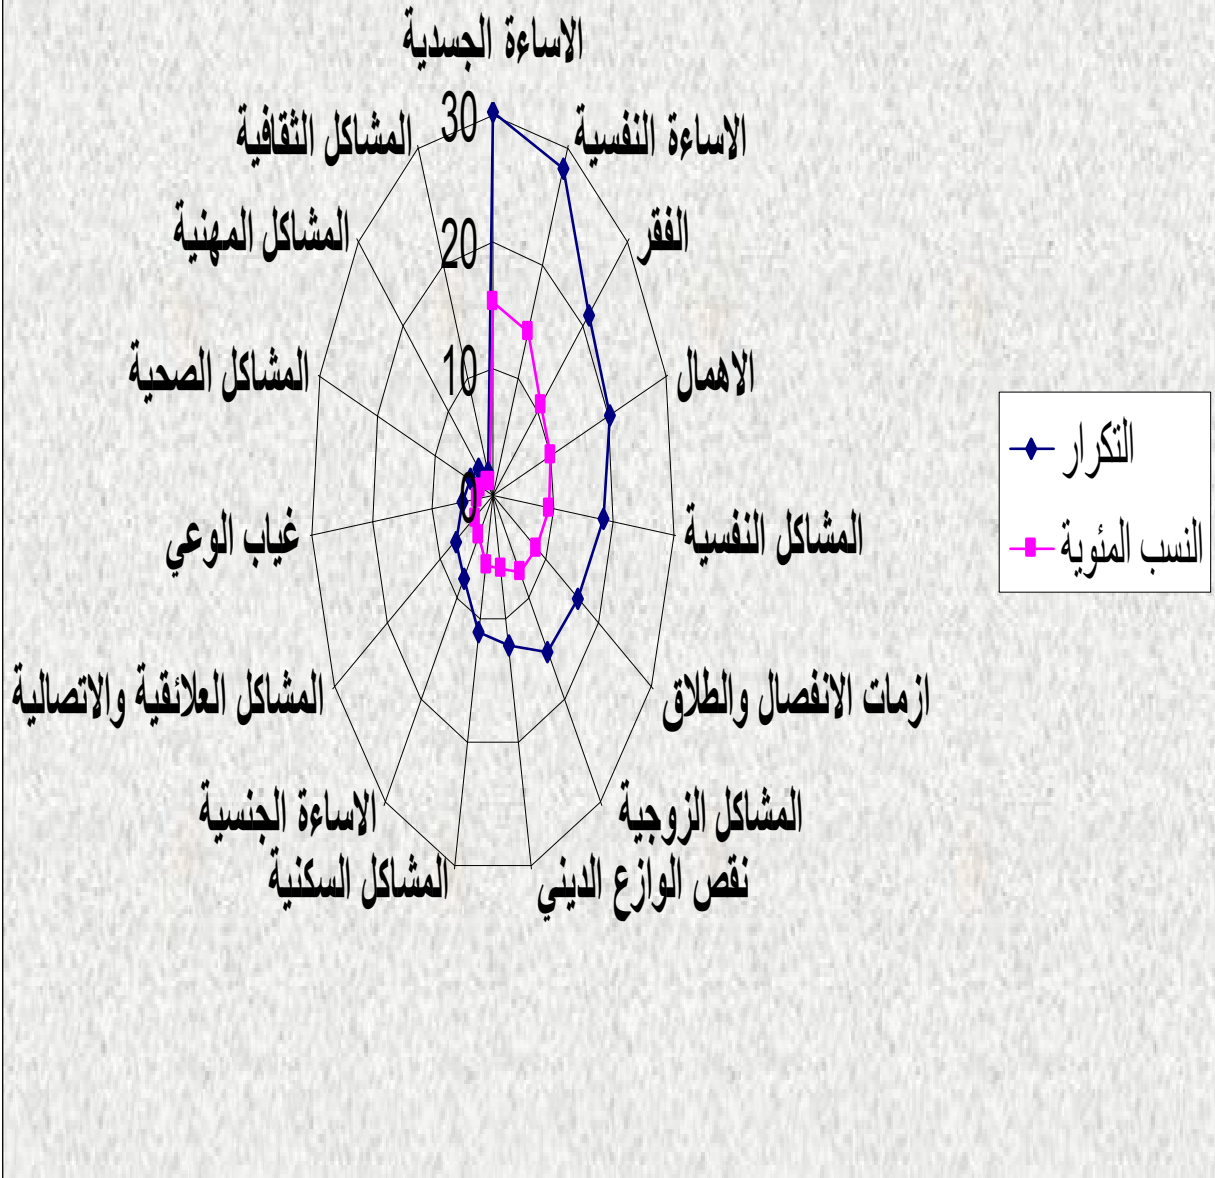 الاساءة الجسدية
الاساءة النفسية
الفقر
الاهمال
المشاكل النفسية
ازمات الانفصال والطلاق
المشاكل الزوجية
نقص الوازع الديني
المشاكل السكنية
الاساءة الجنسية
المشاكل العلائقية والاتصالية
غياب الوعي
المشاكل الصحية
المشاكل المهنية
المشاكل الثقافية
30
20
10
0
التكرار
النسب المئوية